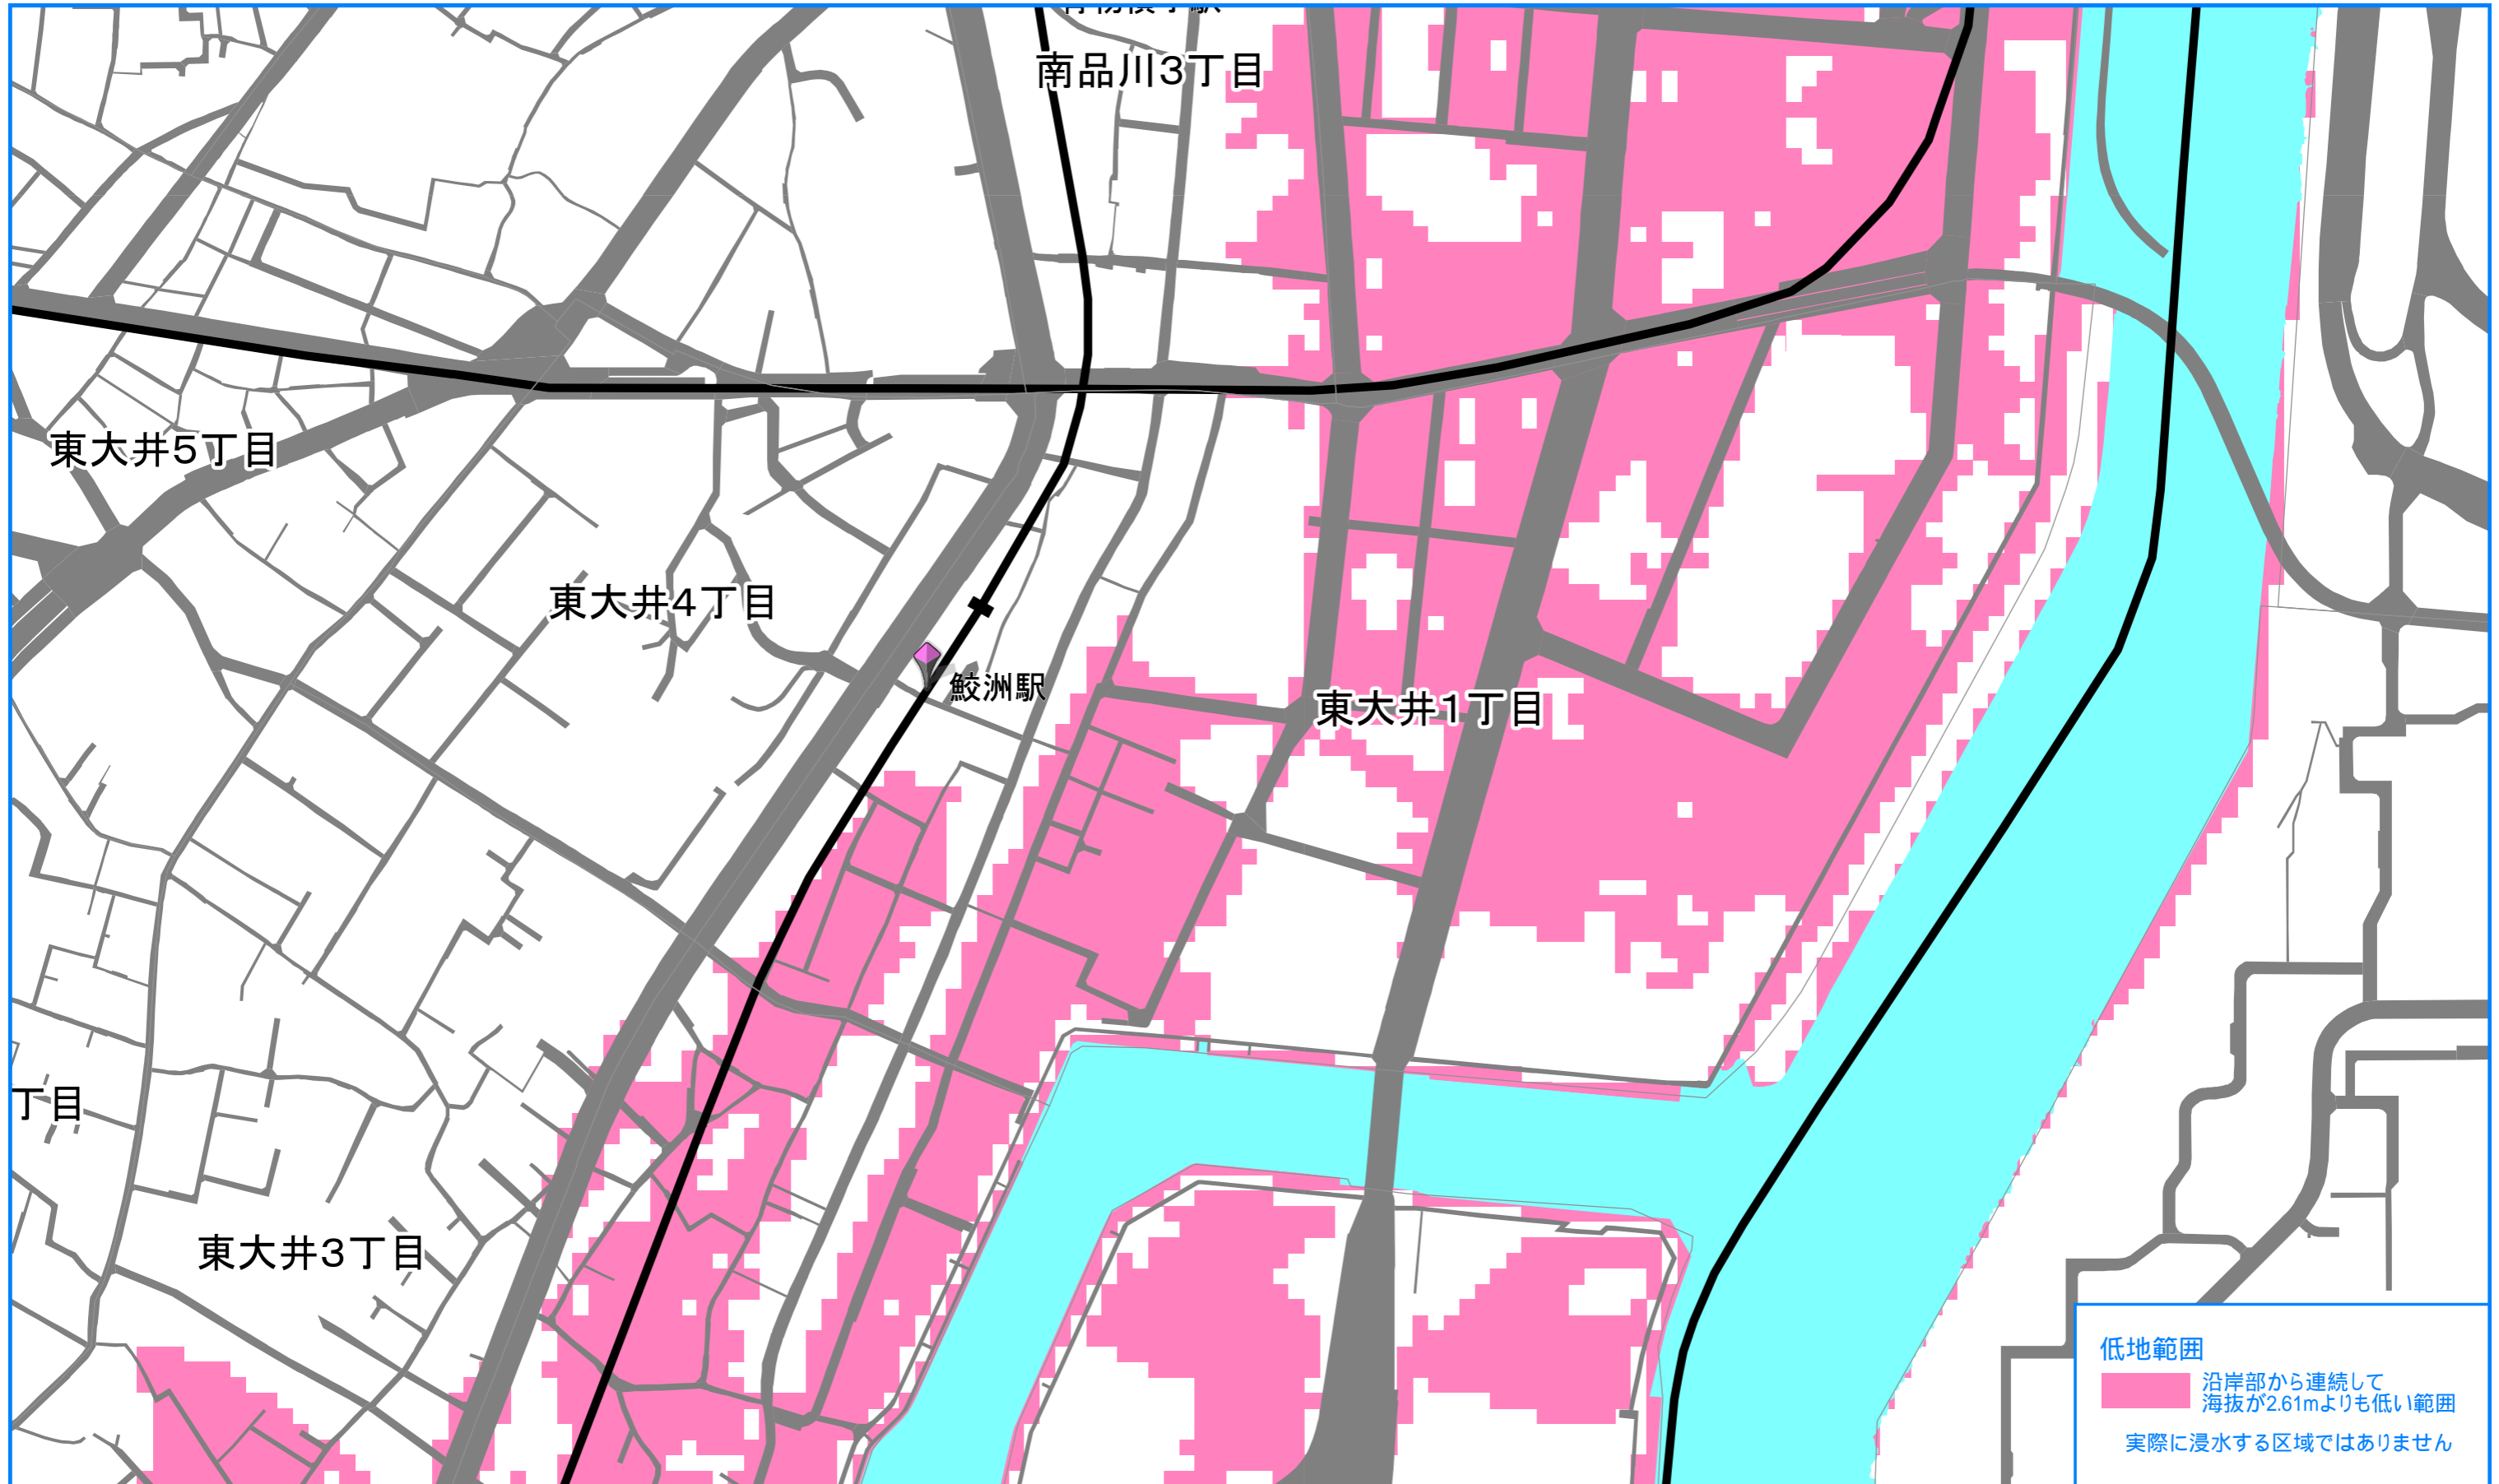 南品川3丁目
東大井5丁目
東大井4丁目
鮫洲駅
東大井1丁目
丁目
東大井3丁目
低地範囲
沿岸部から連続して
海抜が2.61mよりも低い範囲
実際に浸水する区域ではありません